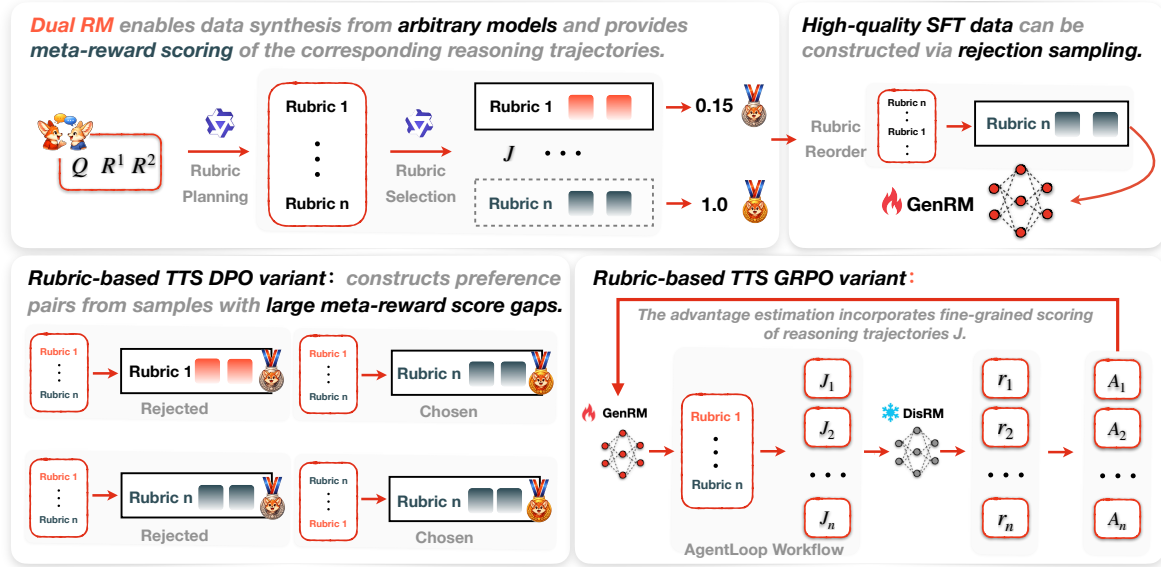 Dual RM enables data synthesis from arbitrary models and provides
meta-reward scoring of the corresponding reasoning trajectories.
Q R¹ R²
Rubric
Planning
Rubric 1
Rubric n
Rubric
Selection
Rubric 1
0.15
J ...
Rubric n
1.0
High-quality SFT data can be
constructed via rejection sampling.
Rubric
Reorder
Rubric n
Rubric 1
Rubric n
GenRM
Rubric-based TTS DPO variant: constructs preference
pairs from samples with large meta-reward score gaps.
Rubric 1
Rubric n
Rubric 1
Rejected
Rubric 1
Rubric n
Rubric n
Chosen
Rubric 1
Rubric n
Rubric n
Rejected
Rubric n
Rubric 1
Rubric n
Chosen
Rubric-based TTS GRPO variant:
The advantage estimation incorporates fine-grained scoring
of reasoning trajectories J.
GenRM
Rubric 1
Rubric n
J₁
J₂
...
Jₙ
AgentLoop Workflow
DisRM
r₁
r₂
...
rₙ
A₁
A₂
...
Aₙ